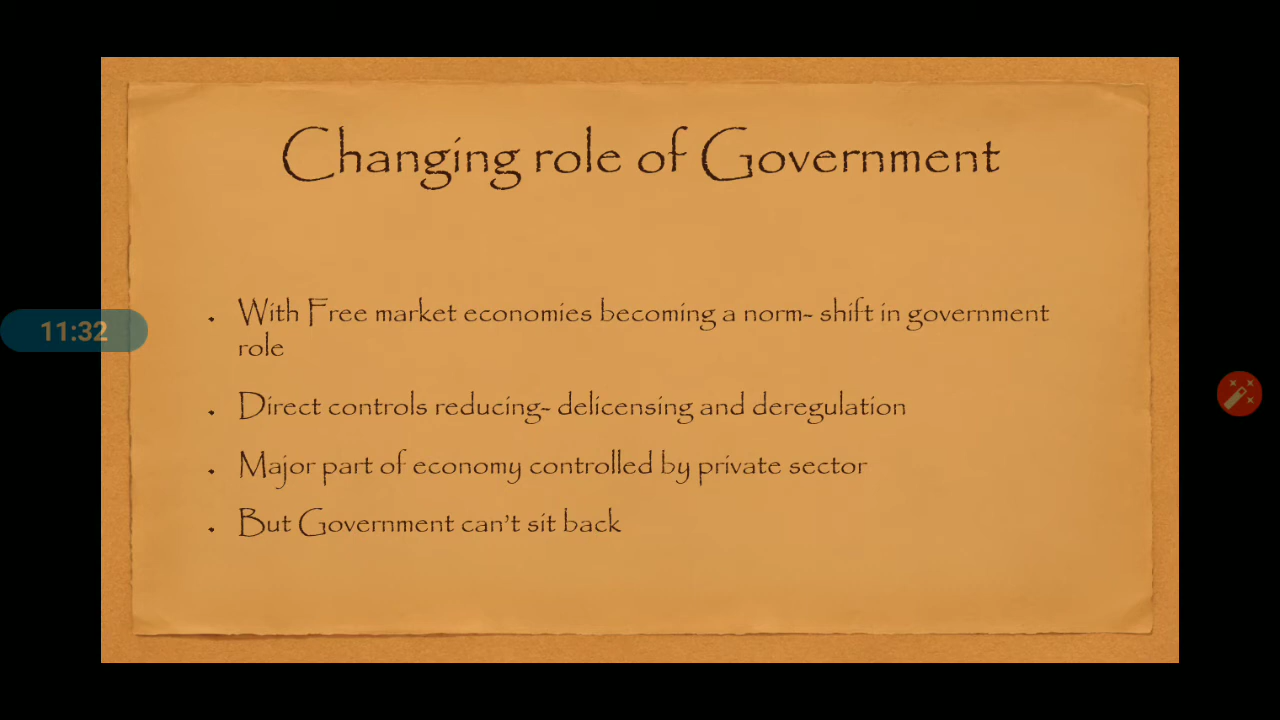 Changing role of Government
With Free market economies becoming a norm- shift in government
role
11:32
Direct controls reducing- delicensing and deregulation
Major part of economy controlled by private sector
But Government can't sit back